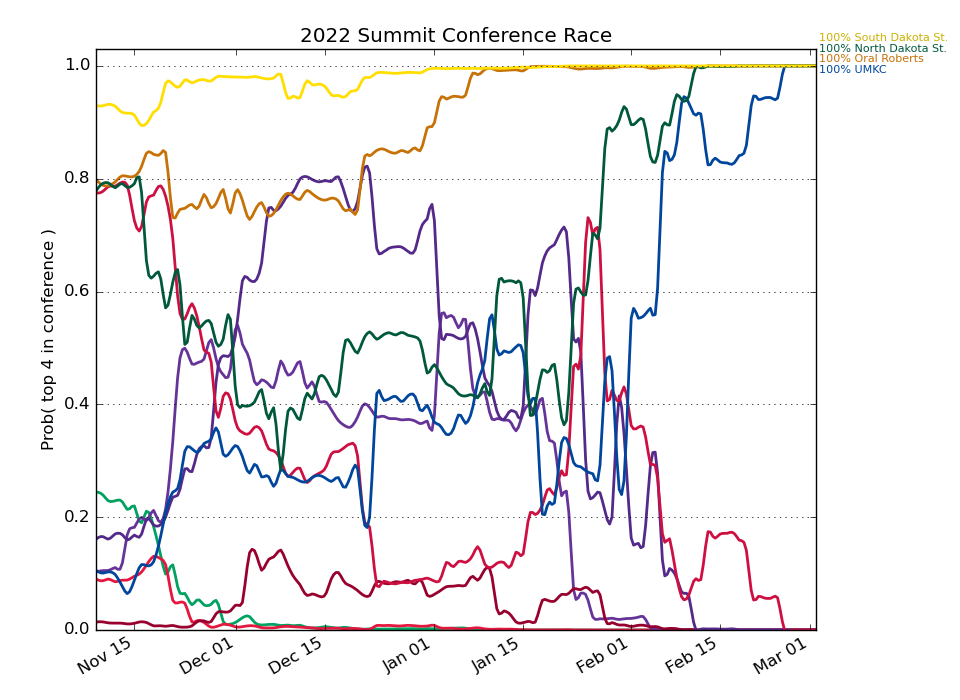 2022 Summit Conference Race
100% South Dakota St.
100% North Dakota St.
100% Oral Roberts
100% UMKC
Prob( top 4 in conference )
1.0
0.8
0.6
0.4
0.2
0.0
Nov 15
Dec 01
Dec 15
Jan 01
Jan 15
Feb 01
Feb 15
Mar 01